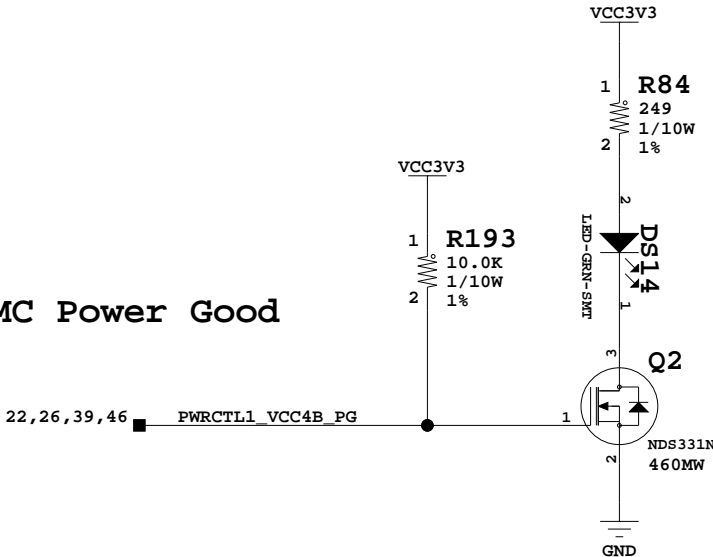 VCC3V3
1 R84
249
1/10W
2 1%
VCC3V3
2
1 R193
10.0K
1/10W
2 1%
LED-GRN-SMT
DS14
1
MC Power Good
3
Q2
22,26,39,46 PWRCTL1_VCC4B_PG 1
NDS331N
2
460MW
GND